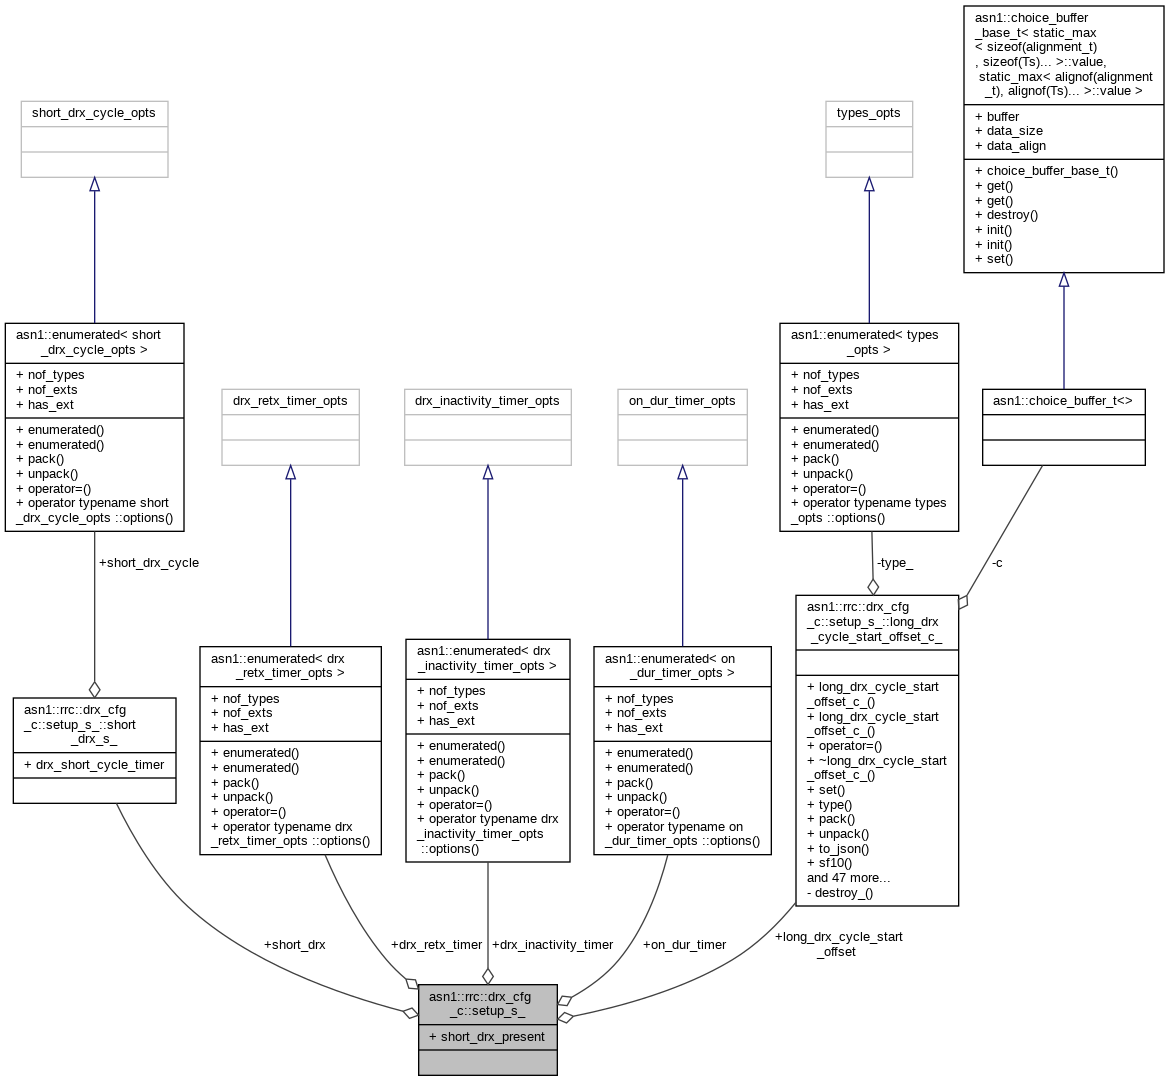 asn1::choice_buffer
_base_t< static_max
< sizeof(alignment_t)
, sizeof(Ts)... >::value,
static_max< alignof(alignment
_t), alignof(Ts)... >::value >
+ buffer
+ data_size
+ data_align
+ choice_buffer_base_t()
+ get()
+ get()
+ destroy()
+ init()
+ init()
+ set()
short_drx_cycle_opts
types_opts
asn1::enumerated< short
_drx_cycle_opts >
+ nof_types
+ nof_exts
+ has_ext
+ enumerated()
+ enumerated()
+ pack()
+ unpack()
+ operator=()
+ operator typename short
_drx_cycle_opts ::options()
drx_retx_timer_opts
drx_inactivity_timer_opts
on_dur_timer_opts
asn1::enumerated< types
_opts >
+ nof_types
+ nof_exts
+ has_ext
+ enumerated()
+ enumerated()
+ pack()
+ unpack()
+ operator=()
+ operator typename types
_opts ::options()
asn1::choice_buffer_t<>
+short_drx_cycle
-type_
-c
asn1::rrc::drx_cfg
_c::setup_s_::short
_drx_s_
+ drx_short_cycle_timer
asn1::enumerated< drx
_retx_timer_opts >
+ nof_types
+ nof_exts
+ has_ext
+ enumerated()
+ enumerated()
+ pack()
+ unpack()
+ operator=()
+ operator typename drx
_retx_timer_opts ::options()
asn1::enumerated< drx
_inactivity_timer_opts >
+ nof_types
+ nof_exts
+ has_ext
+ enumerated()
+ enumerated()
+ pack()
+ unpack()
+ operator=()
+ operator typename drx
_inactivity_timer_opts
::options()
asn1::enumerated< on
_dur_timer_opts >
+ nof_types
+ nof_exts
+ has_ext
+ enumerated()
+ enumerated()
+ pack()
+ unpack()
+ operator=()
+ operator typename on
_dur_timer_opts ::options()
asn1::rrc::drx_cfg
_c::setup_s_::long_drx
_cycle_start_offset_c_
+ long_drx_cycle_start
_offset_c_()
+ long_drx_cycle_start
_offset_c_()
+ operator=()
+ ~long_drx_cycle_start
_offset_c_()
+ set()
+ type()
+ pack()
+ unpack()
+ to_json()
+ sf10()
and 47 more...
- destroy_()
+short_drx
+drx_retx_timer
+drx_inactivity_timer
+on_dur_timer
+long_drx_cycle_start
_offset
asn1::rrc::drx_cfg
_c::setup_s_
+ short_drx_present